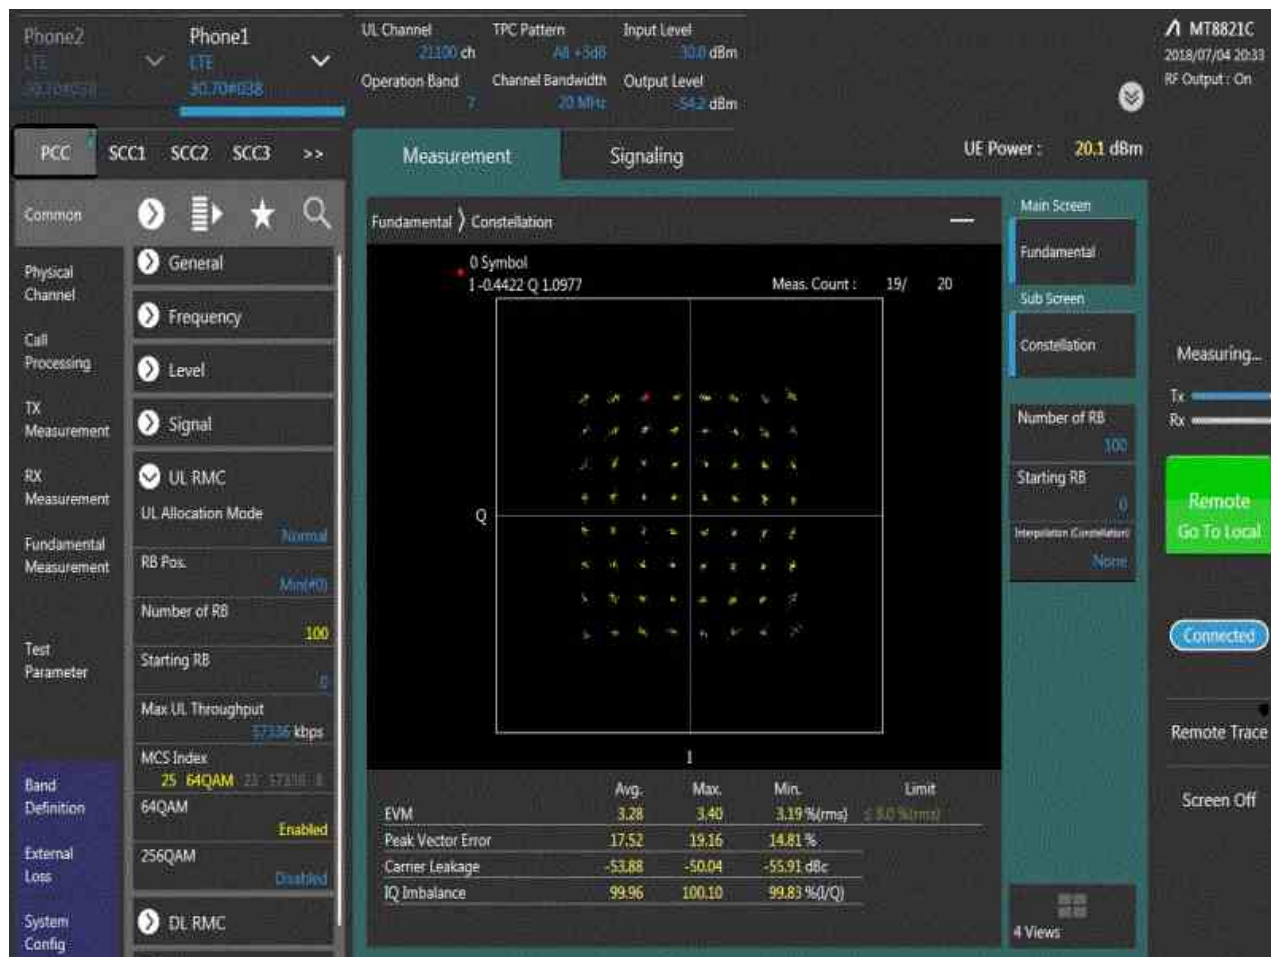 Phone2
LTE
Phone1
LTE
30.70#038
UL Channel
21100 ch
TPC Pattern
All +3dB
Input Level
30.0 dBm
Operation Band
7
Channel Bandwidth
20 MHz
Output Level
-54.2 dBm
MT8821C
2018/07/04 20:33
RF Output : On
PCC
SCC1
SCC2
SCC3
>>
Measurement
Signaling
UE Power : 20.1 dBm
Common
Physical
Channel
Call
Processing
TX
Measurement
RX
Measurement
Fundamental
Measurement
Test
Parameter
Band
Definition
External
Loss
System
Config
General
Frequency
Level
Signal
UL RMC
UL Allocation Mode
Normal
RB Pos.
Min(#0)
Number of RB
100
Starting RB
0
Max UL Throughput
57336 kbps
MCS Index
25 64QAM 23 57336 8
64QAM
Enabled
256QAM
Disabled
DL RMC
Fundamental
Constellation
0 Symbol
I -0.4422 Q 1.0977
Meas. Count : 19/ 20
Q
I
Avg. Max. Min. Limit
EVM 3.28 3.40 3.19 %(rms) ≤ 8.0 %(rms)
Peak Vector Error 17.52 19.16 14.81 %
Carrier Leakage -53.88 -50.04 -55.91 dBc
IQ Imbalance 99.96 100.10 99.83 %(I/Q)
Main Screen
Fundamental
Sub Screen
Constellation
Number of RB
100
Starting RB
0
Interpolation (Constellation)
None
4 Views
Measuring...
Tx
Rx
Remote
Go To Local
Connected
Remote Trace
Screen Off